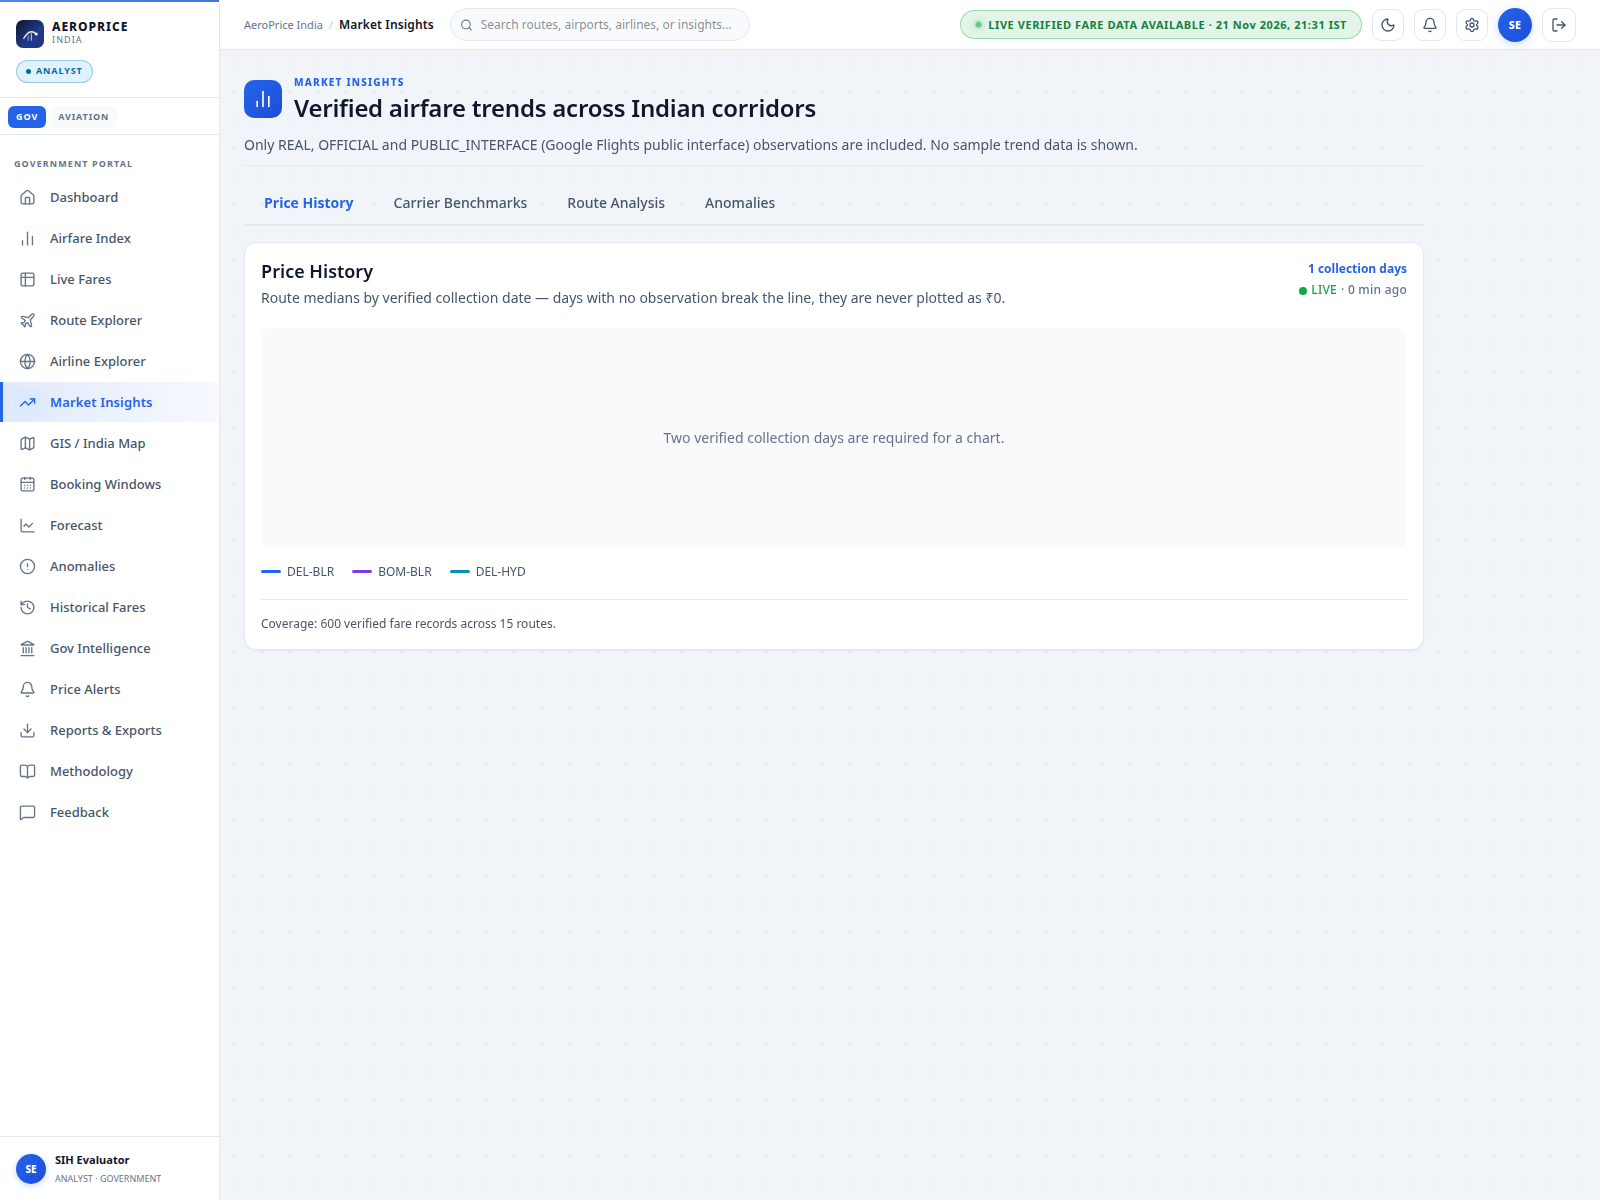 AEROPRICE
INDIA
ANALYST
GOV
AVIATION
GOVERNMENT PORTAL
Dashboard
Airfare Index
Live Fares
Route Explorer
Airline Explorer
Market Insights
GIS / India Map
Booking Windows
Forecast
Anomalies
Historical Fares
Gov Intelligence
Price Alerts
Reports & Exports
Methodology
Feedback
SE
SIH Evaluator
ANALYST · GOVERNMENT
AeroPrice India / Market Insights
Search routes, airports, airlines, or insights...
LIVE VERIFIED FARE DATA AVAILABLE · 21 Nov 2026, 21:31 IST
SE
MARKET INSIGHTS
Verified airfare trends across Indian corridors
Only REAL, OFFICIAL and PUBLIC_INTERFACE (Google Flights public interface) observations are included. No sample trend data is shown.
Price History
Carrier Benchmarks
Route Analysis
Anomalies
Price History
1 collection days
Route medians by verified collection date — days with no observation break the line, they are never plotted as ₹0.
LIVE · 0 min ago
Two verified collection days are required for a chart.
DEL-BLR
BOM-BLR
DEL-HYD
Coverage: 600 verified fare records across 15 routes.